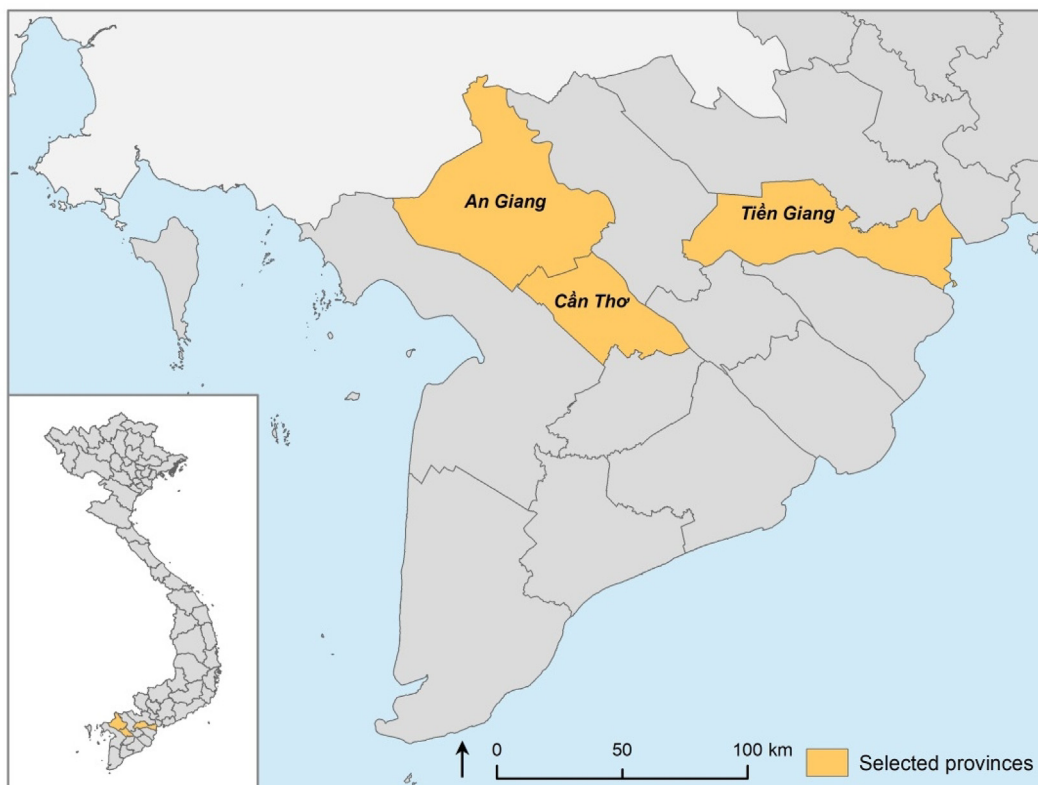 An Giang
Tiền Giang
Cần Thơ
0 50 100 km
Selected provinces